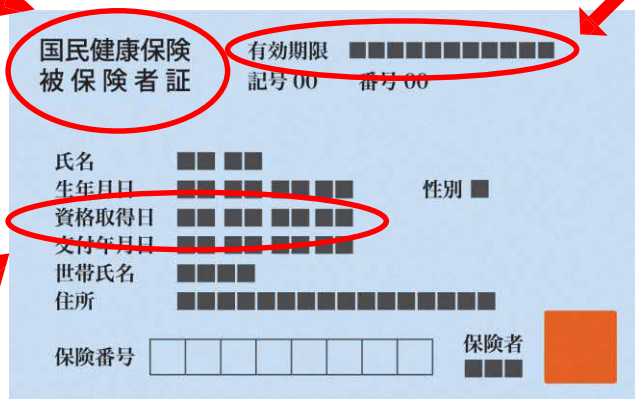 国民健康保険
被保険者証
有効期限 ■■■■■■■■■■■
記号 00 番号 00
氏名 ■■ ■■
生年月日 ■■ ■■ ■■ ■■ 性別 ■
資格取得日 ■■ ■■ ■■ ■■
交付年月日 ■■ ■■ ■■ ■■
世帯氏名 ■■■■
住所 ■■■■■■■■■■■■■■■■
保険番号
保険者
■■■